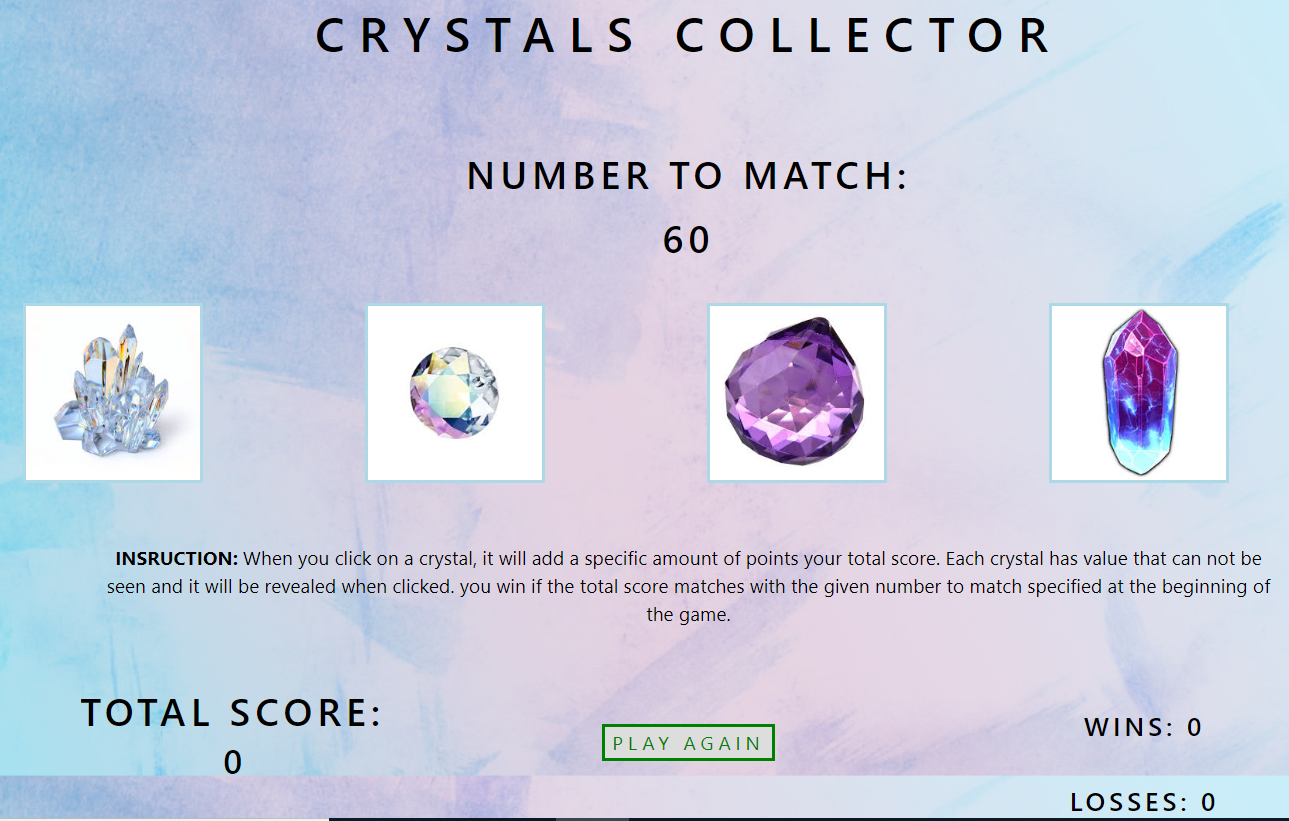 CRYSTALS COLLECTOR
NUMBER TO MATCH:
60
INSRUCTION: When you click on a crystal, it will add a specific amount of points your total score. Each crystal has value that can not be
seen and it will be revealed when clicked. you win if the total score matches with the given number to match specified at the beginning of
the game.
TOTAL SCORE:
0
PLAY AGAIN
WINS: 0
LOSSES: 0